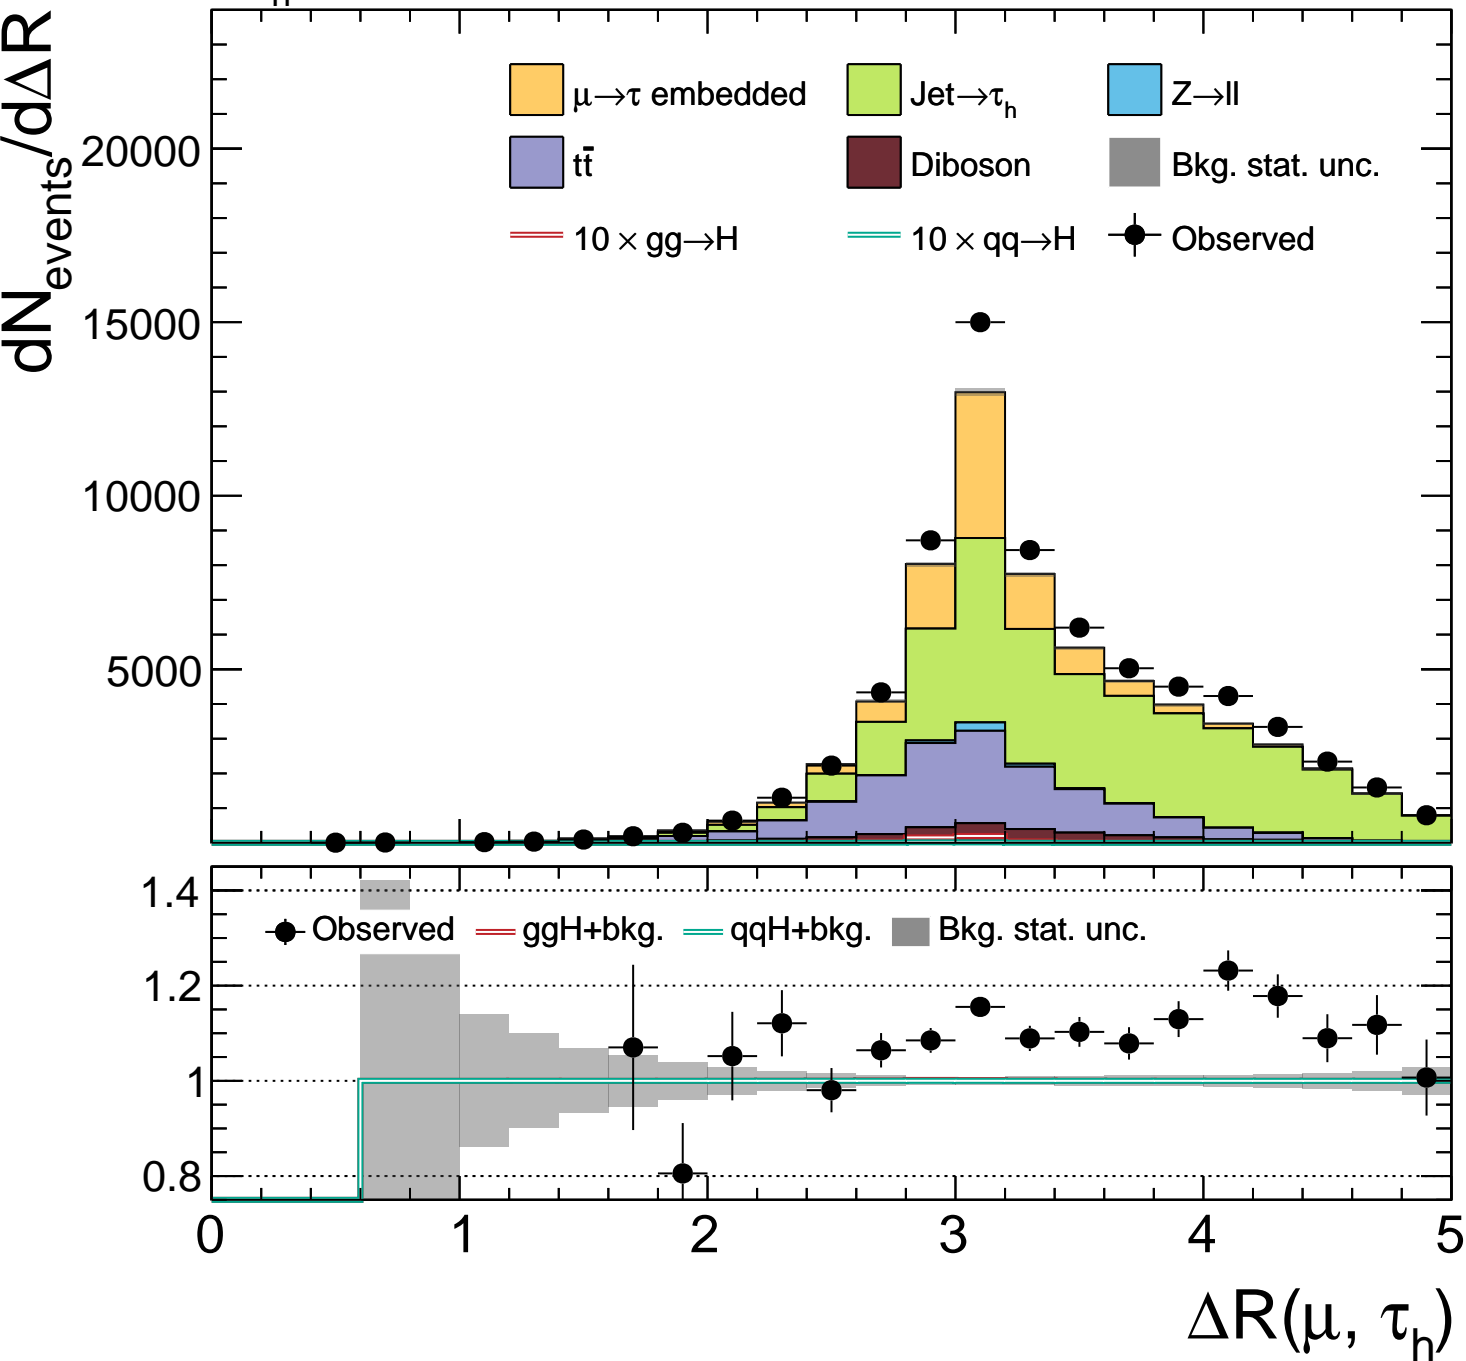 dN_events/dΔR
μ→τ embedded Jet→τ_h Z→ll
tt̄ Diboson Bkg. stat. unc.
10 × gg→H 10 × qq→H Observed
20000
15000
10000
5000
Observed ggH+bkg. qqH+bkg. Bkg. stat. unc.
1.4
1.2
1
0.8
0 1 2 3 4 5
ΔR(μ, τ_h)